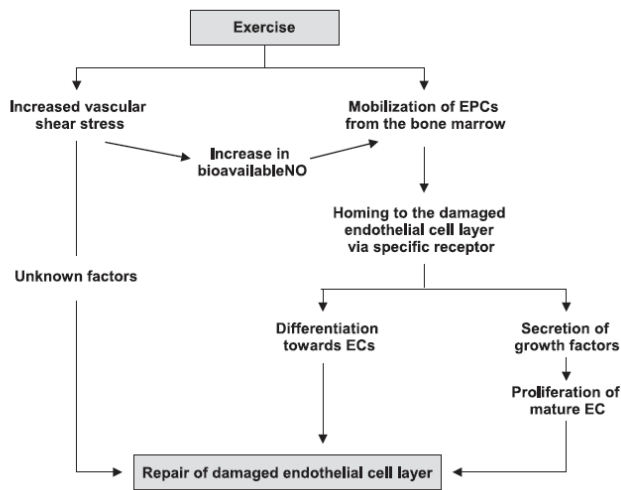 Exercise
Increased vascular
shear stress
Mobilization of EPCs
from the bone marrow
Increase in
bioavailableNO
Homing to the damaged
endothelial cell layer
via specific receptor
Unknown factors
Differentiation
towards ECs
Secretion of
growth factors
Proliferation of
mature EC
Repair of damaged endothelial cell layer